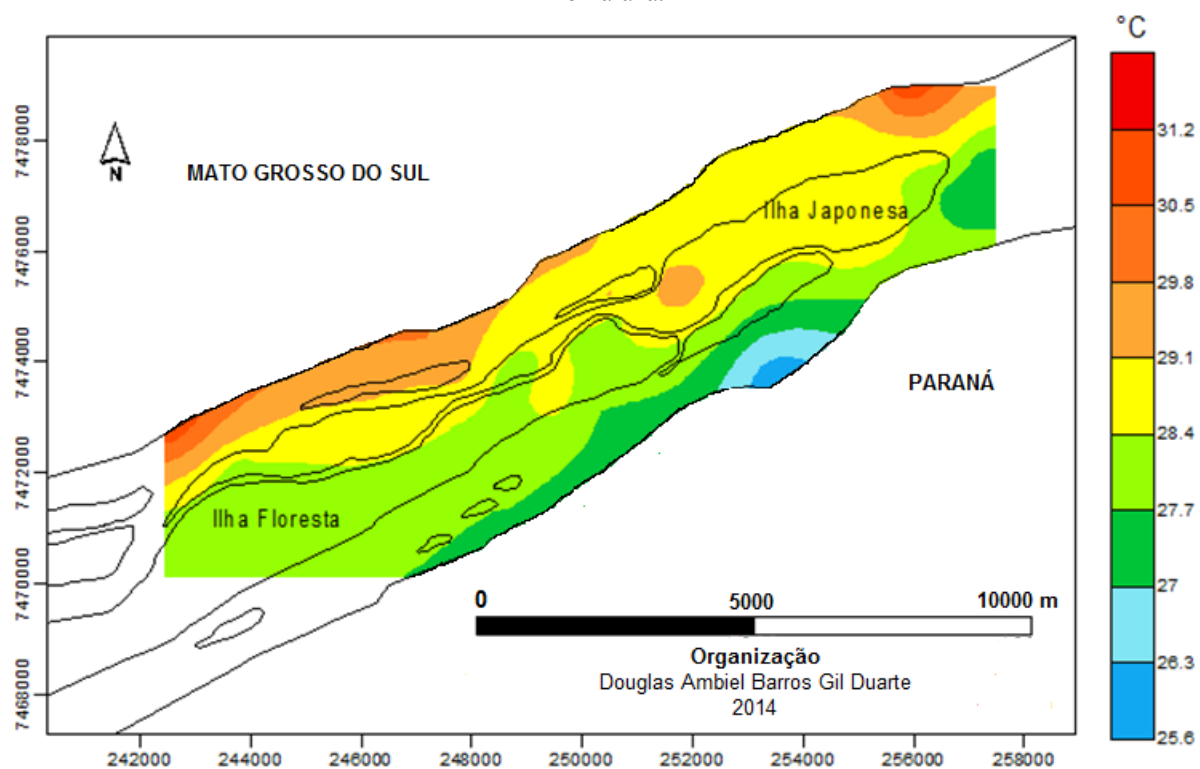 °C
31.2
30.5
29.8
29.1
28.4
27.7
27
26.3
25.6
7478000
7476000
7474000
7472000
7470000
7468000
N
MATO GROSSO DO SUL
Ilha Japonesa
PARANÁ
Ilha Floresta
0 5000 10000 m
Organização
Douglas Ambiel Barros Gil Duarte
2014
242000 244000 246000 248000 250000 252000 254000 256000 258000